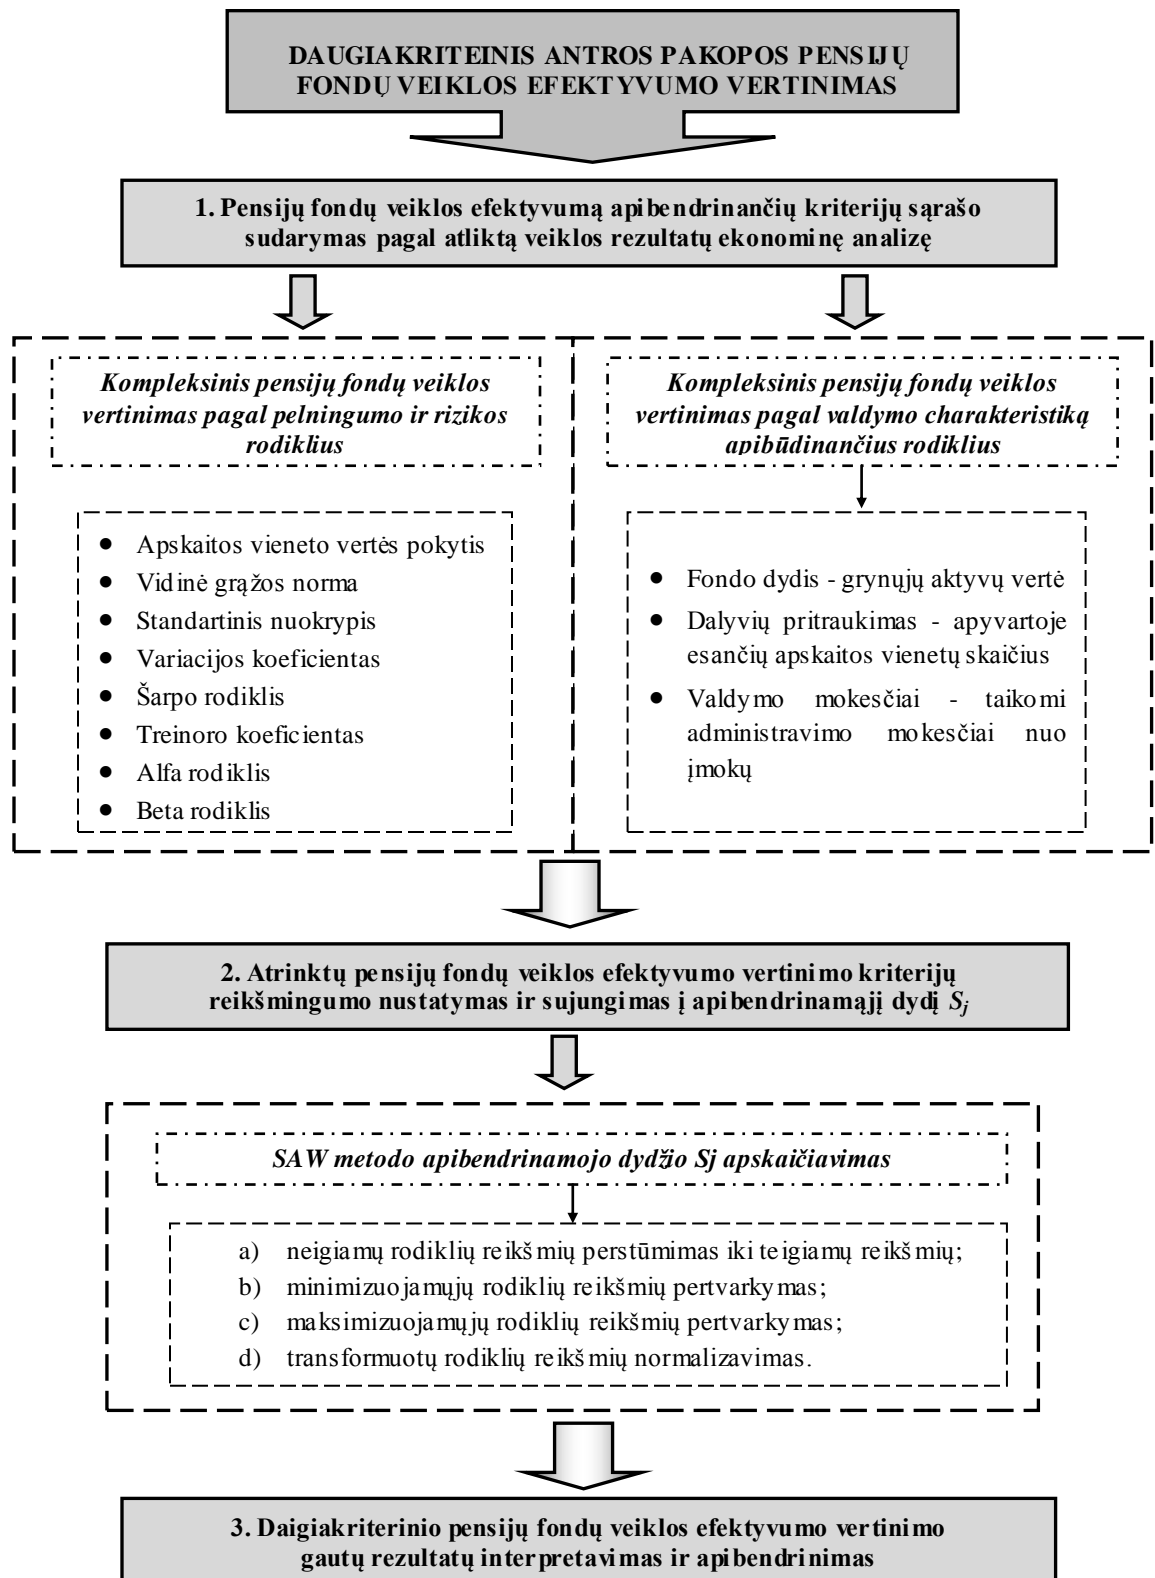 DAUGIAKRITEINIS ANTROS PAKOPOS PENSIJŲ
FONDŲ VEIKLOS EFEKTYVUMO VERTINIMAS
1. Pensijų fondų veiklos efektyvumą apibendrinančių kriterijų sąrašo
sudarymas pagal atliktą veiklos rezultatų ekonominę analizę
Kompleksinis pensijų fondų veiklos
vertinimas pagal pelningumo ir rizikos
rodiklius
• Apskaitos vieneto vertės pokytis
• Vidinė grąžos norma
• Standartinis nuokrypis
• Variacijos koeficientas
• Šarpo rodiklis
• Treinoro koeficientas
• Alfa rodiklis
• Beta rodiklis
Kompleksinis pensijų fondų veiklos
vertinimas pagal valdymo charakteristiką
apibūdinančius rodiklius
• Fondo dydis - grynųjų aktyvų vertė
• Dalyvių pritraukimas - apyvartoje
esančių apskaitos vienetų skaičius
• Valdymo mokesčiai - taikomi
administravimo mokesčiai nuo
įmokų
2. Atrinktų pensijų fondų veiklos efektyvumo vertinimo kriterijų
reikšmingumo nustatymas ir sujungimas į apibendrinamąjį dydį Sj
SAW metodo apibendrinamojo dydžio Sj apskaičiavimas
a) neigiamų rodiklių reikšmių perstūmimas iki teigiamų reikšmių;
b) minimizuojamųjų rodiklių reikšmių pertvarkymas;
c) maksimizuojamųjų rodiklių reikšmių pertvarkymas;
d) transformuotų rodiklių reikšmių normalizavimas.
3. Daigiakriterinio pensijų fondų veiklos efektyvumo vertinimo
gautų rezultatų interpretavimas ir apibendrinimas